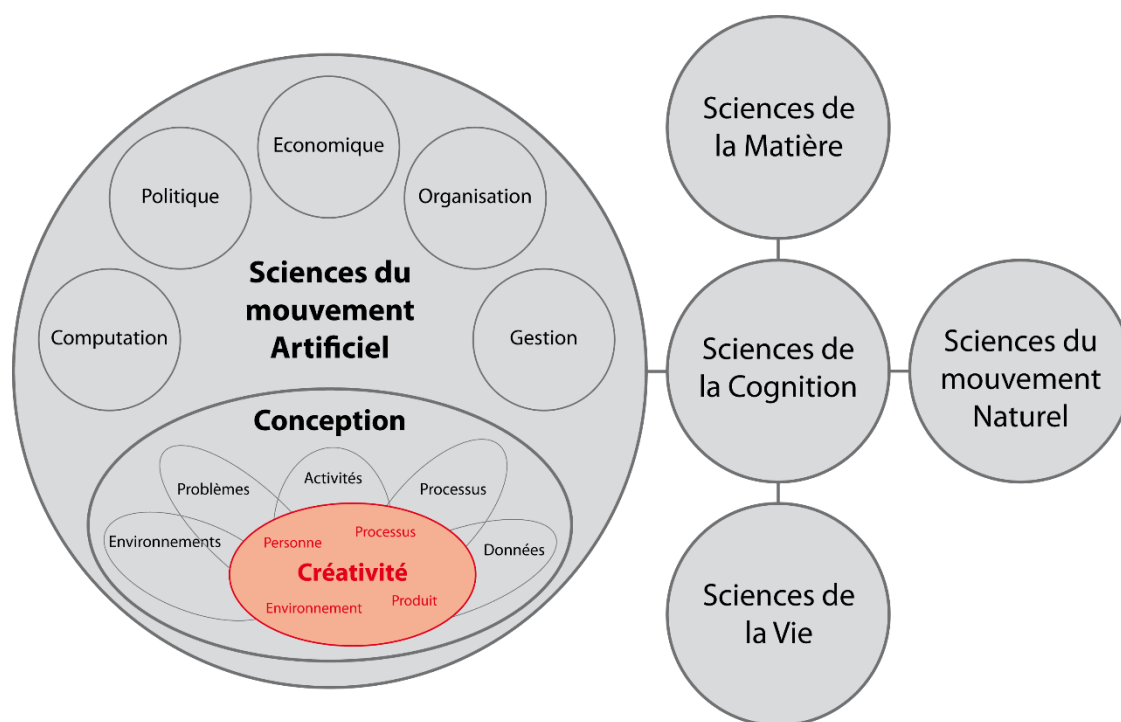 Economique
Politique
Organisation
Sciences du
mouvement
Artificiel
Computation
Gestion
Conception
Activités
Problèmes
Processus
Environnements
Données
Personne
Processus
Créativité
Environnement
Produit
Sciences de
la Matière
Sciences de
la Cognition
Sciences du
mouvement
Naturel
Sciences de
la Vie